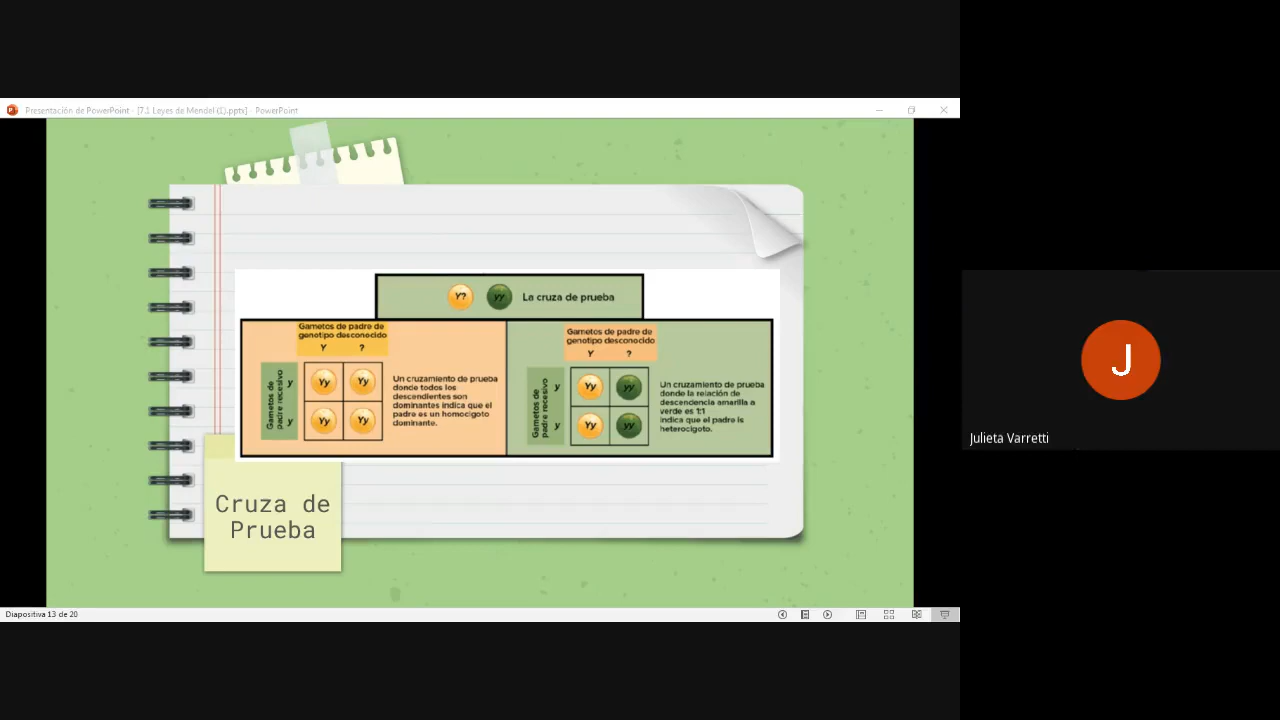 Presentación de PowerPoint - [7.1 Leyes de Mendel (1).pptx] - PowerPoint
Y?
yy
La cruza de prueba
Gametos de padre de
genotipo desconocido
Y ?
Gametos de
padre recesivo
y
y
Yy Yy
Yy Yy
Un cruzamiento de prueba
donde todos los
descendientes son
dominantes indica que el
padre es un homocigoto
dominante.
Gametos de padre de
genotipo desconocido
Y ?
Gametos de
padre recesivo
y
y
Yy yy
Yy yy
Un cruzamiento de prueba
donde la relación de
descendencia amarilla a
verde es 1:1
indica que el padre es
heterocigoto.
Cruza de
Prueba
Diapositiva 13 de 20
J
Julieta Varretti